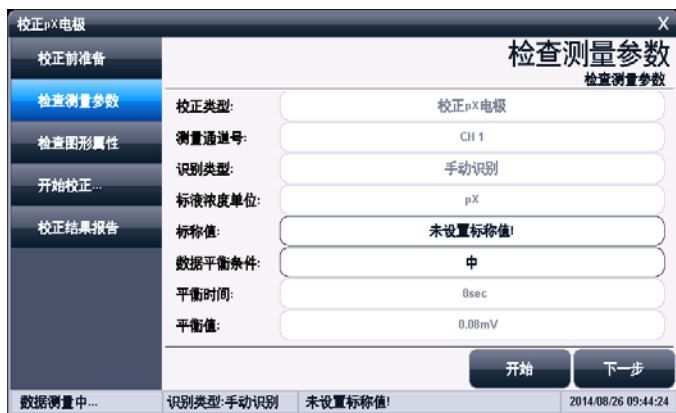 校正pX电极 X
校正前准备
检查测量参数
检查图形属性
开始校正...
校正结果报告
检查测量参数
检查测量参数
校正类型: 校正pX电极
测量通道号: CH 1
识别类型: 手动识别
标液浓度单位: pX
标称值: 未设置标称值!
数据平衡条件: 中
平衡时间: 8sec
平衡值: 0.08mV
开始 下一步
数据测量中... 识别类型:手动识别 未设置标称值! 2014/08/26 09:44:24